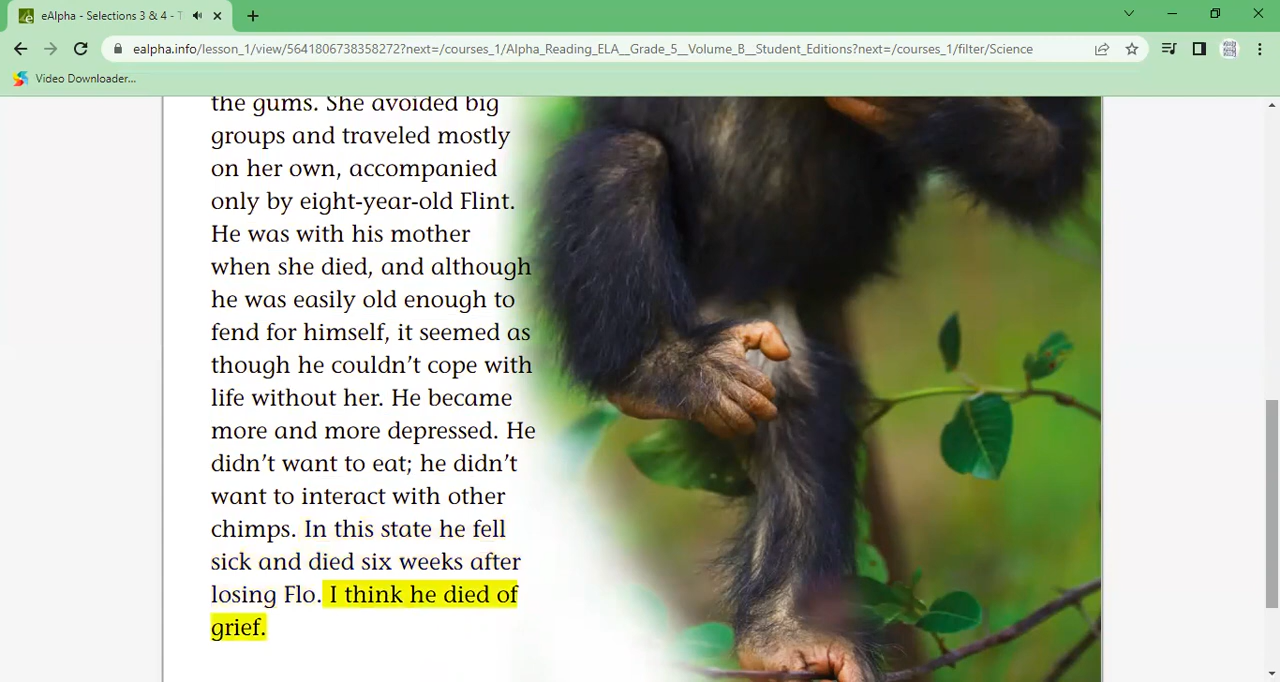 eAlpha - Selections 3 & 4 - T
ealpha.info/lesson_1/view/5641806738358272?next=/courses_1/Alpha_Reading_ELA__Grade_5__Volume_B__Student_Editions?next=/courses_1/filter/Science
Video Downloader...
the gums. She avoided big
groups and traveled mostly
on her own, accompanied
only by eight-year-old Flint.
He was with his mother
when she died, and although
he was easily old enough to
fend for himself, it seemed as
though he couldn’t cope with
life without her. He became
more and more depressed. He
didn’t want to eat; he didn’t
want to interact with other
chimps. In this state he fell
sick and died six weeks after
losing Flo. I think he died of
grief.